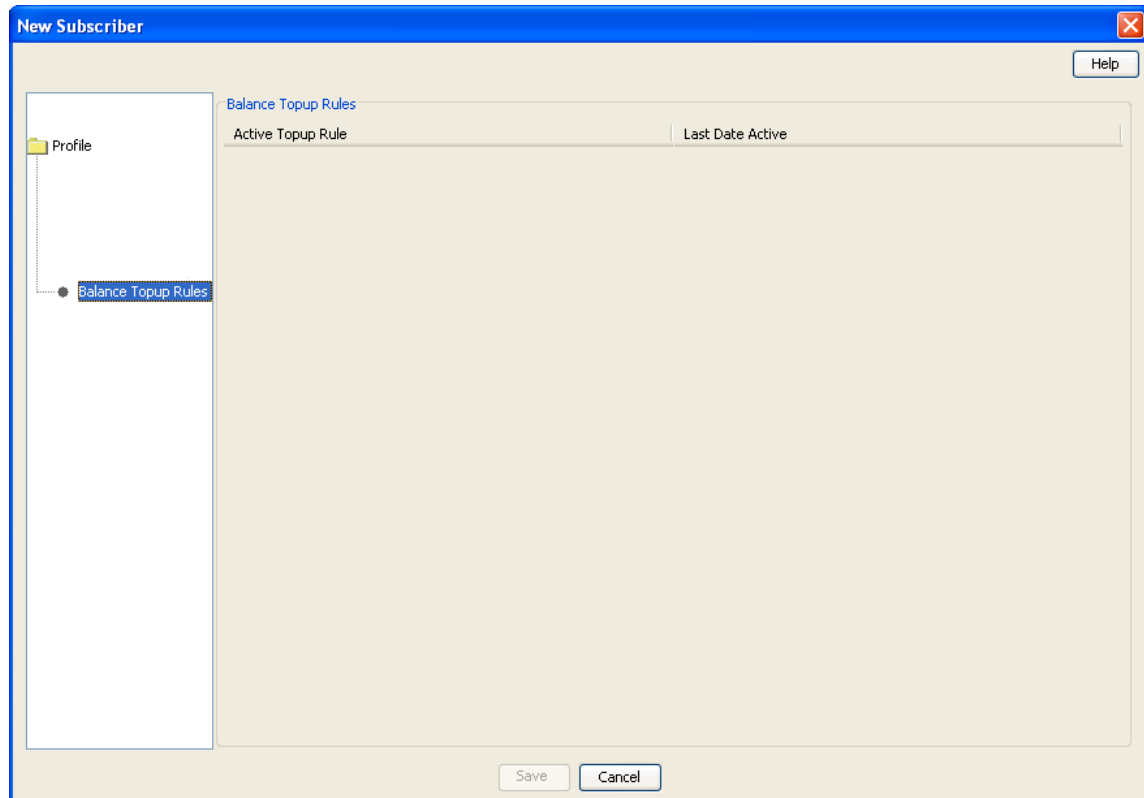 New Subscriber
Help
Balance Topup Rules
Active Topup Rule Last Date Active
Profile
Balance Topup Rules
Save Cancel